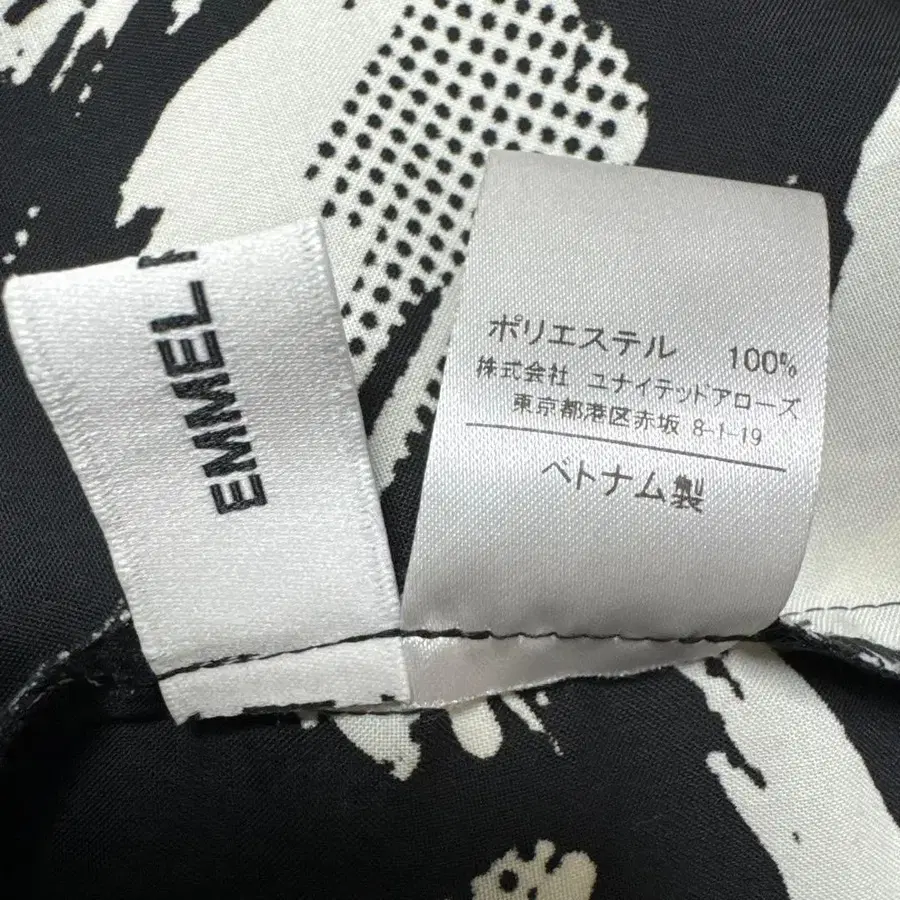 EMMEL
ポリエステル 100%
株式会社 ユナイテッドアローズ
東京都港区赤坂 8-1-19
ベトナム製